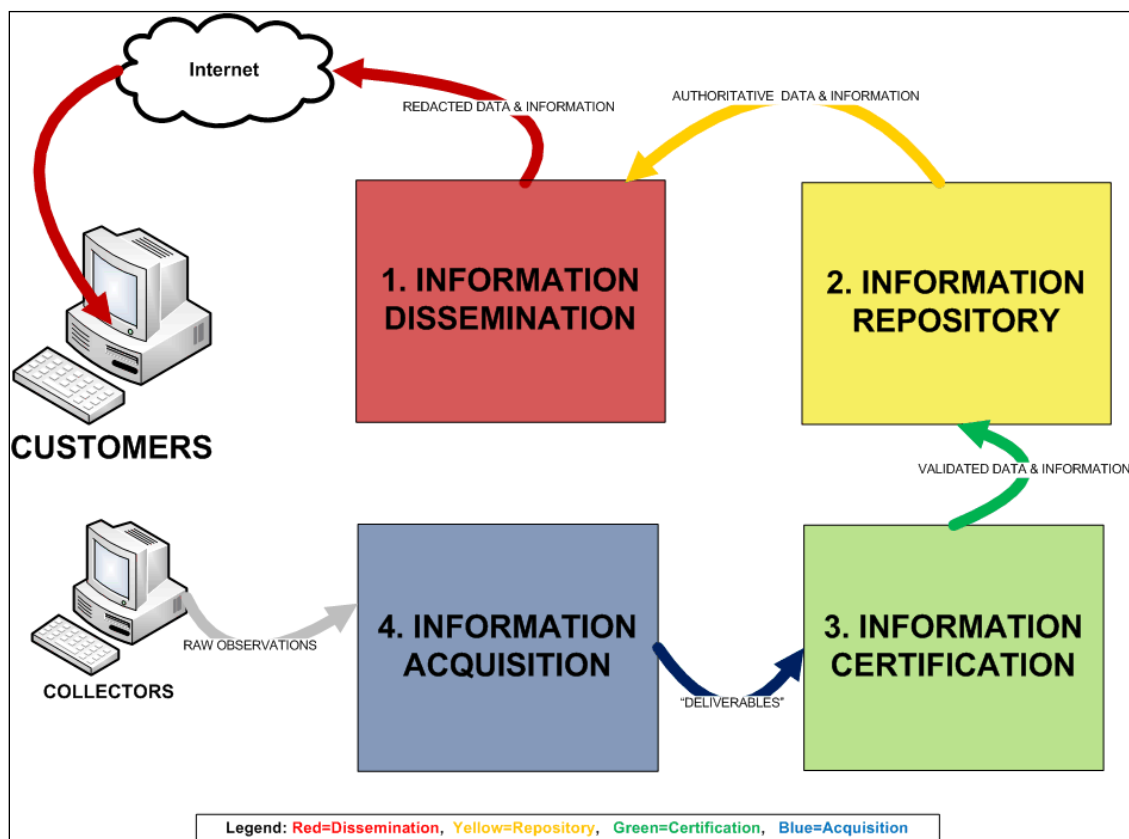 Internet
REDACTED DATA & INFORMATION
AUTHORITATIVE DATA & INFORMATION
1. INFORMATION
DISSEMINATION
2. INFORMATION
REPOSITORY
CUSTOMERS
VALIDATED DATA & INFORMATION
RAW OBSERVATIONS
COLLECTORS
4. INFORMATION
ACQUISITION
3. INFORMATION
CERTIFICATION
“DELIVERABLES”
Legend: Red=Dissemination, Yellow=Repository, Green=Certification, Blue=Acquisition